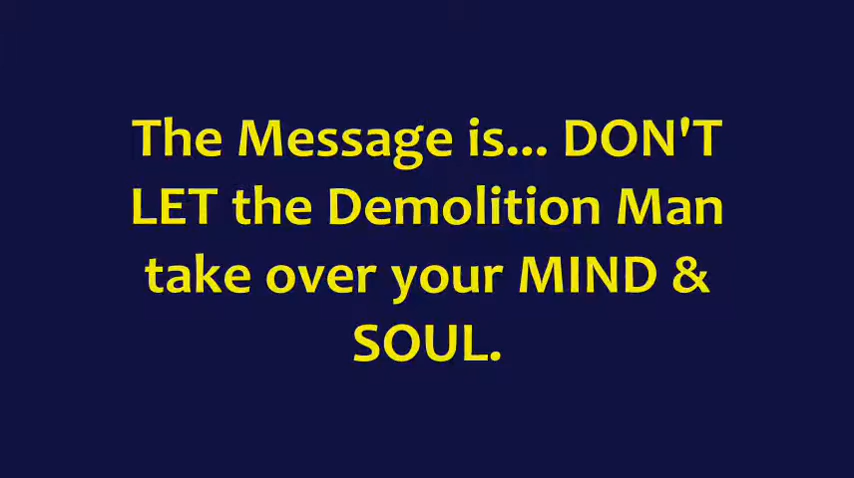 The Message is... DON'T
LET the Demolition Man
take over your MIND &
SOUL.